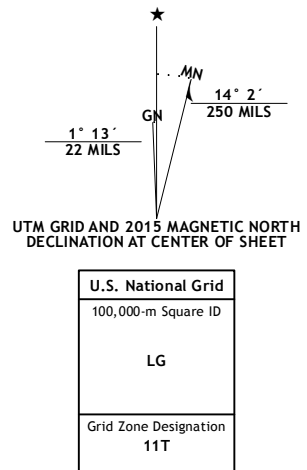 MN
GN
14° 2´
250 MILS
1° 13´
22 MILS
UTM GRID AND 2015 MAGNETIC NORTH
DECLINATION AT CENTER OF SHEET
U.S. National Grid
100,000-m Square ID
LG
Grid Zone Designation
11T